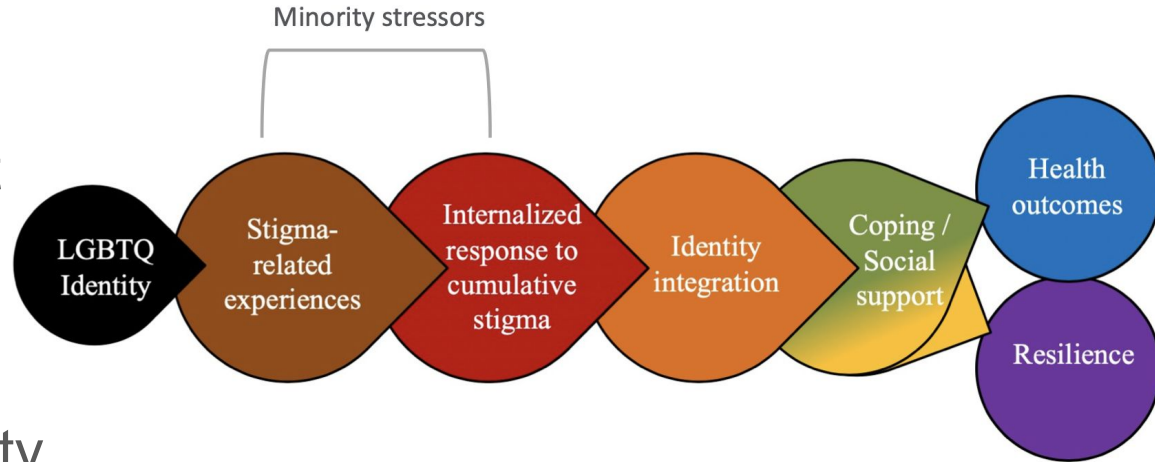 Minority stressors
LGBTQ
Identity
Stigma-
related
experiences
Internalized
response to
cumulative
stigma
Identity
integration
Coping /
Social
support
Health
outcomes
Resilience